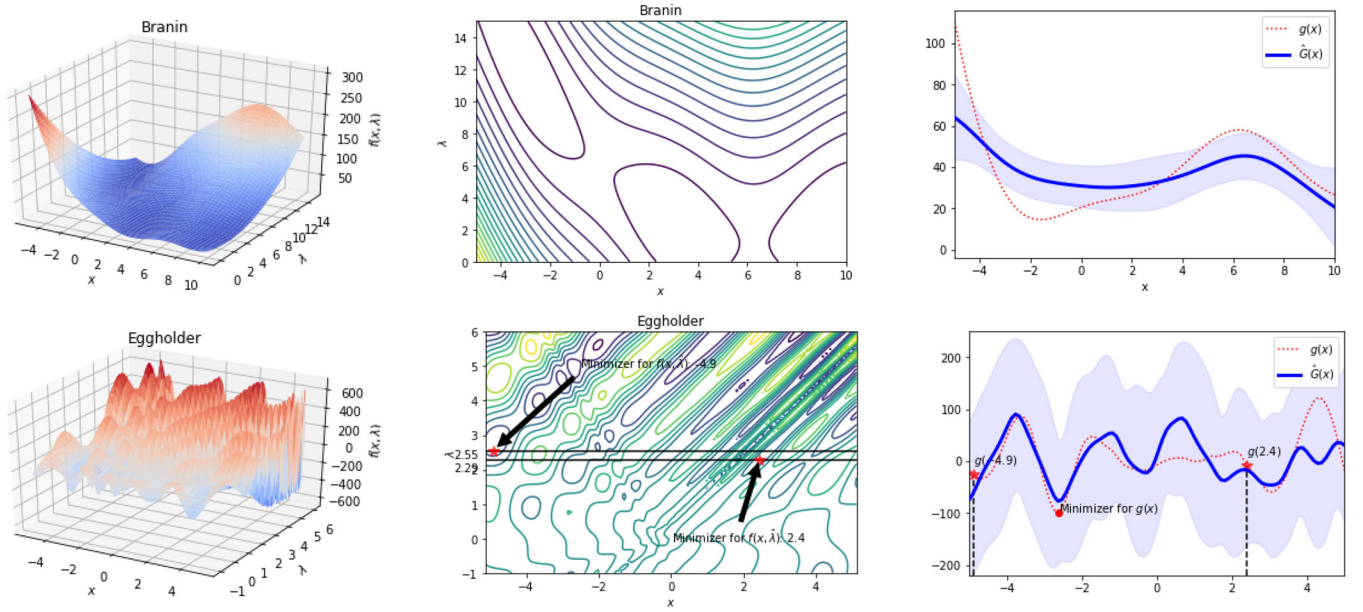 Branin
300
250
200
150
100
50
f(x, λ)
−4 −2 0 2 4 6 8 10
x
0 2 4 6 8 10 12 14
λ
Branin
14
12
10
8
6
4
2
0
λ
−4 −2 0 2 4 6 8 10
x
100
80
60
40
20
0
g(x)
Ĝ(x)
−4 −2 0 2 4 6 8 10
x
Eggholder
600
400
200
0
−200
−400
−600
f(x, λ)
−4 −2 0 2 4
x
−1 0 1 2 3 4 5 6
λ
Eggholder
6
5
4
3
λ 2.55
2.29
2
1
0
−1
Minimizer for f(x, λ̄): -4.9
Minimizer for f(x, λ̂): 2.4
−4 −2 0 2 4
x
200
100
0
−100
−200
g(x)
Ĝ(x)
g(−4.9)
g(2.4)
Minimizer for g(x)
−4 −2 0 2 4